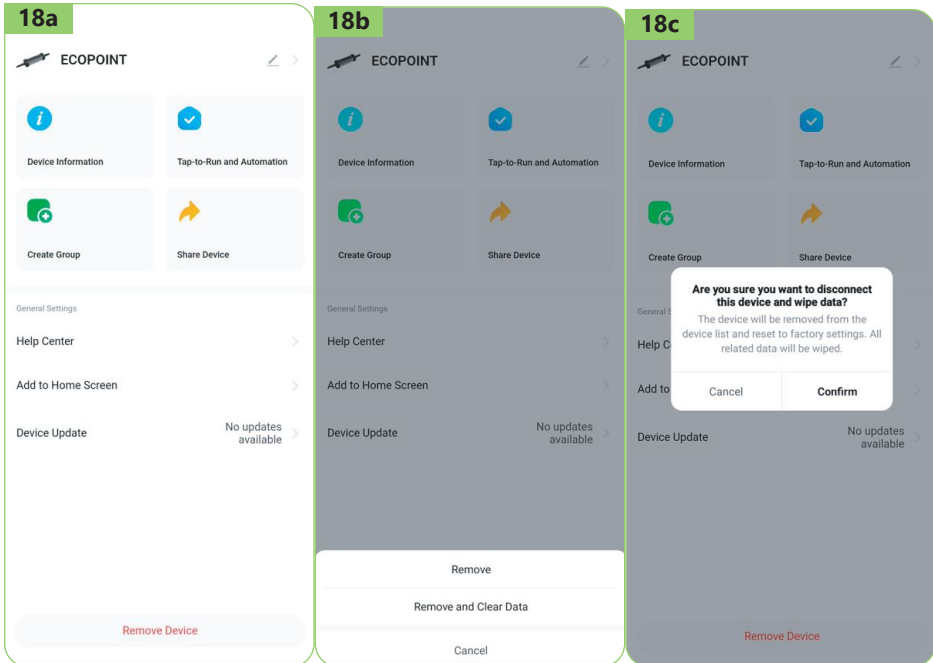 18a
ECOPOINT
Device Information
Tap-to-Run and Automation
Create Group
Share Device
General Settings
Help Center
Add to Home Screen
Device Update
No updates
available
Remove Device
18b
ECOPOINT
Device Information
Tap-to-Run and Automation
Create Group
Share Device
General Settings
Help Center
Add to Home Screen
Device Update
No updates
available
Remove
Remove and Clear Data
Cancel
18c
ECOPOINT
Device Information
Tap-to-Run and Automation
Create Group
Share Device
Are you sure you want to disconnect
this device and wipe data?
The device will be removed from the
device list and reset to factory settings. All
related data will be wiped.
Cancel
Confirm
General S
Help C
Add to
Device Update
No updates
available
Remove Device